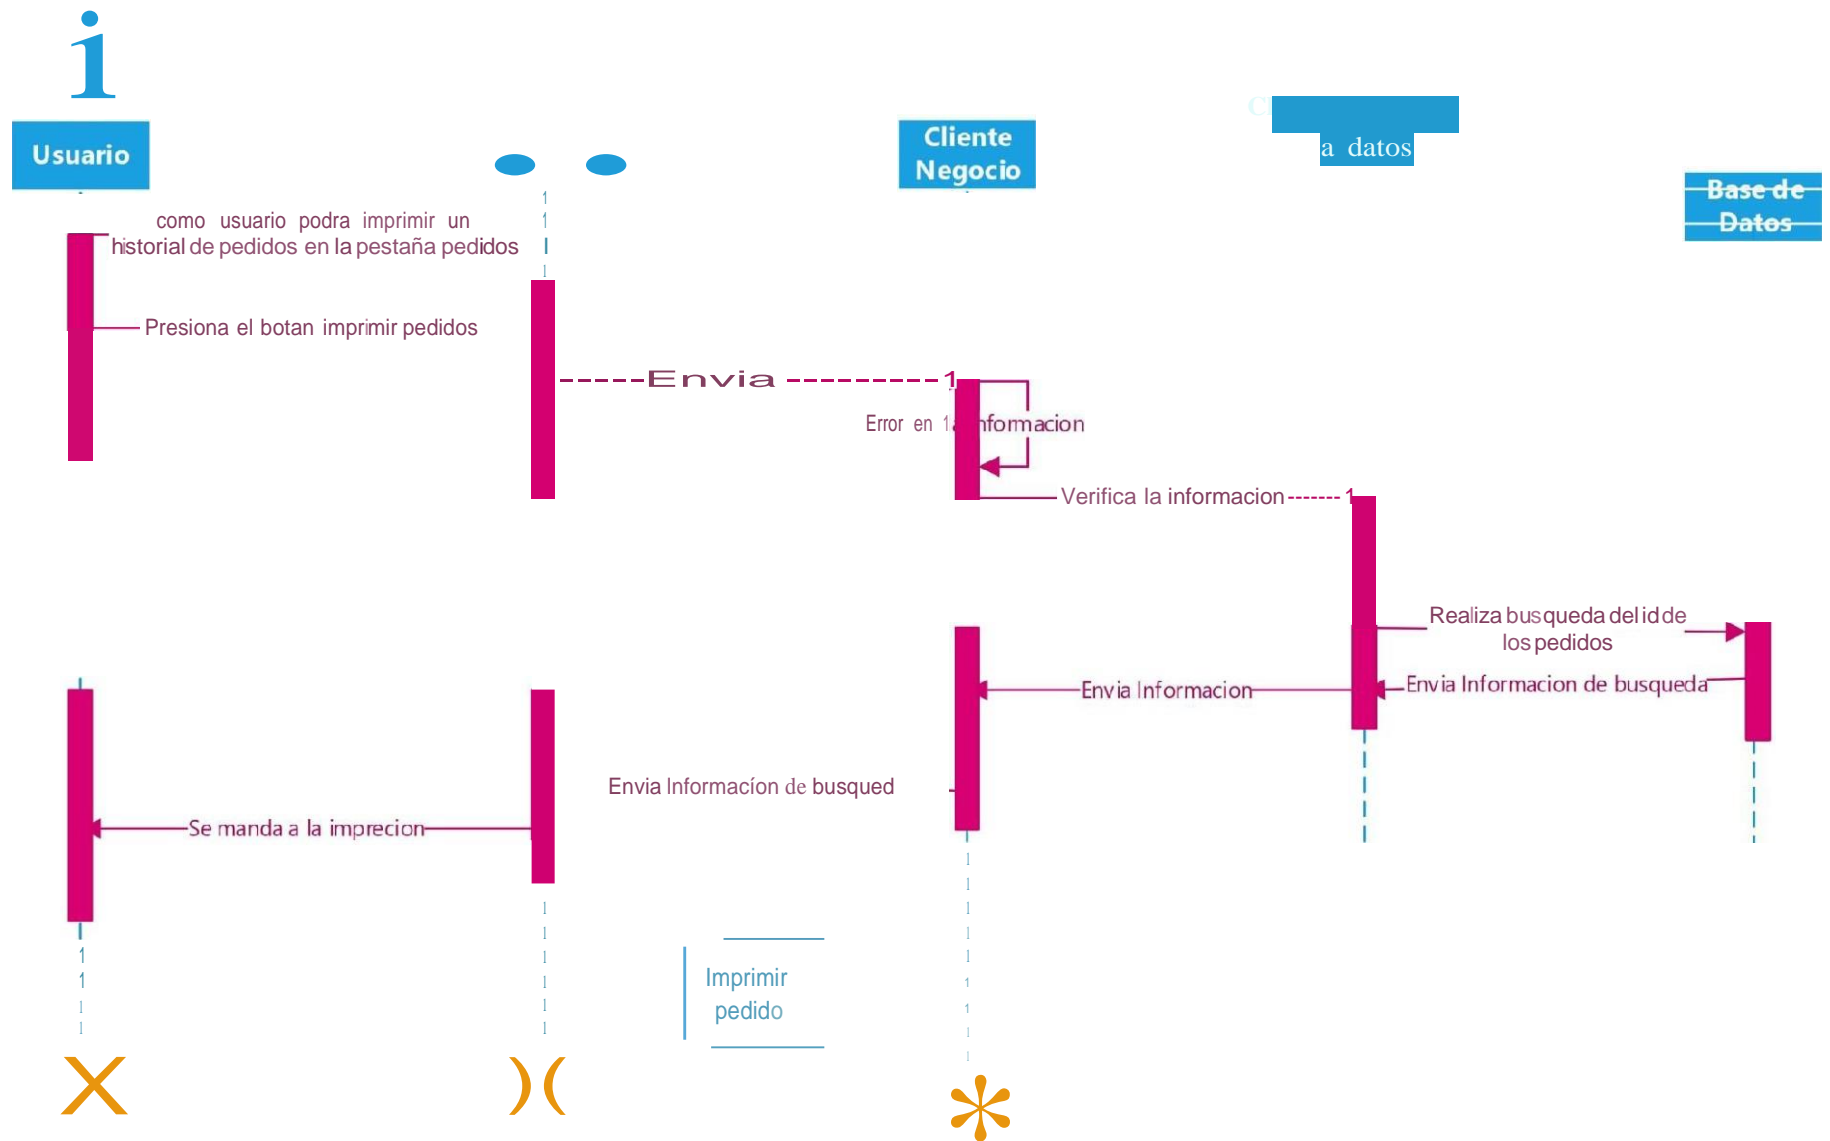 Usuario
Cliente
Negocio
a datos
Base de
Datos
como usuario podra imprimir un
historial de pedidos en la pestaña pedidos
Presiona el botan imprimir pedidos
Envia
Error en 1a informacion
Verifica la informacion
Realiza busqueda del id de
los pedidos
Envia Informacion
Envia Informacion de busqueda
Envia Informacíon de busqued
Se manda a la imprecion
Imprimir
pedido